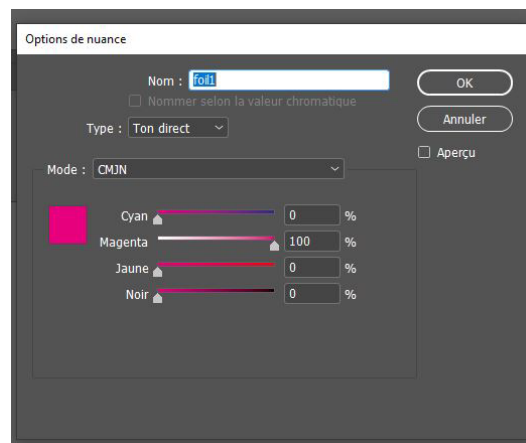 Options de nuance
Nom : foil1
Nommer selon la valeur chromatique
Type : Ton direct
OK
Annuler
Aperçu
Mode : CMJN
Cyan 0 %
Magenta 100 %
Jaune 0 %
Noir 0 %